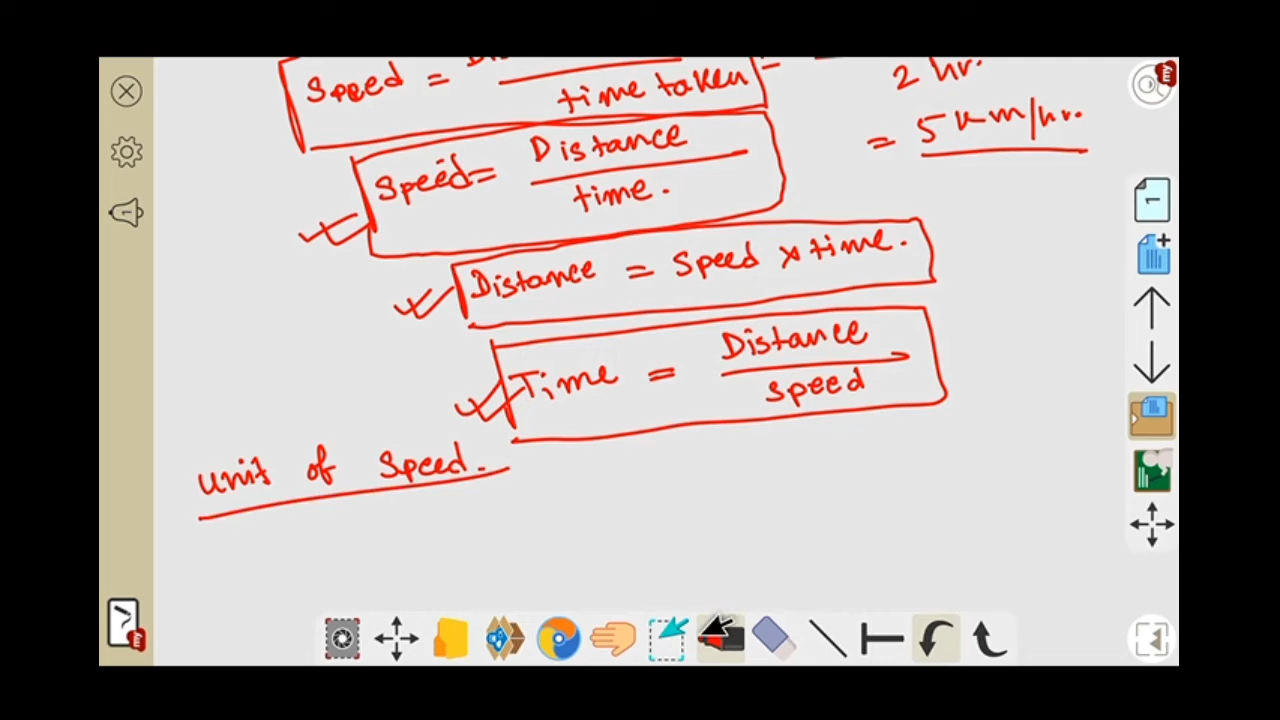 Speed = 
time taken
2 hr.
= 5 km/hr.
Speed = Distance
time.
Distance = Speed × time.
Time = Distance
speed
unit of Speed.